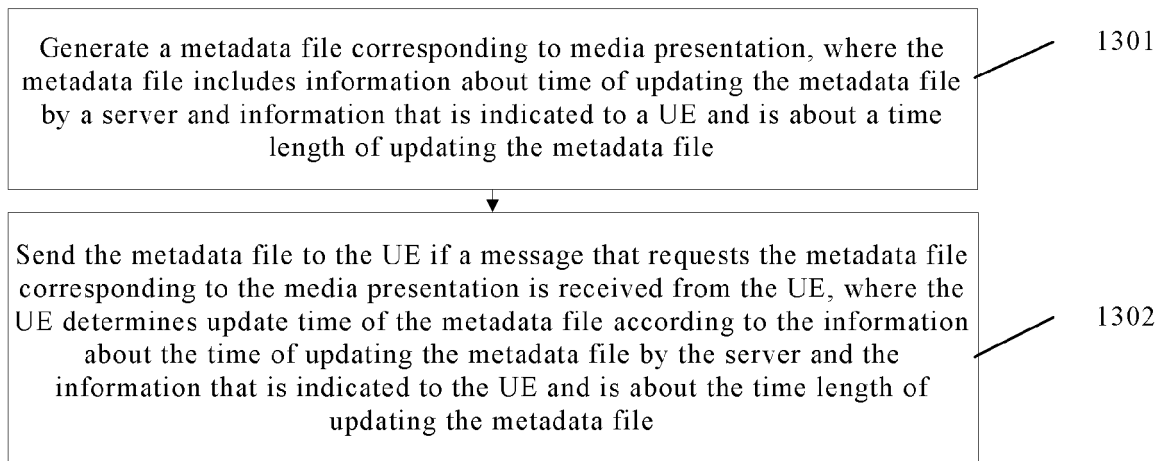 Generate a metadata file corresponding to media presentation, where the
metadata file includes information about time of updating the metadata file
by a server and information that is indicated to a UE and is about a time
length of updating the metadata file
1301
Send the metadata file to the UE if a message that requests the metadata file
corresponding to the media presentation is received from the UE, where the
UE determines update time of the metadata file according to the information
about the time of updating the metadata file by the server and the
information that is indicated to the UE and is about the time length of
updating the metadata file
1302